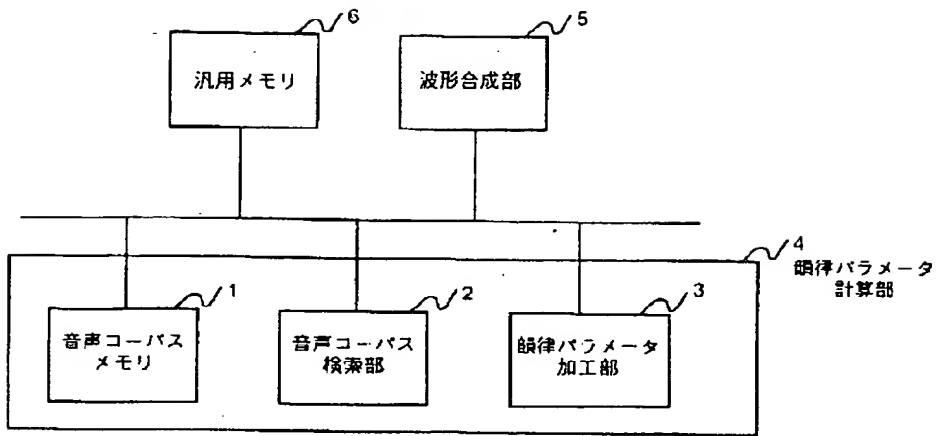 6
汎用メモリ
5
波形合成部
4
韻律パラメータ
計算部
1
音声コーパス
メモリ
2
音声コーパス
検索部
3
韻律パラメータ
加工部